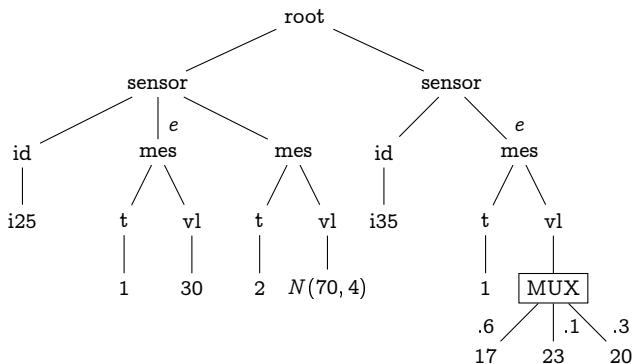 root
sensor sensor
e e
id mes mes id mes
i25 t vl t vl i35 t vl
1 30 2 N(70, 4) 1 MUX
.6 .1 .3
17 23 20